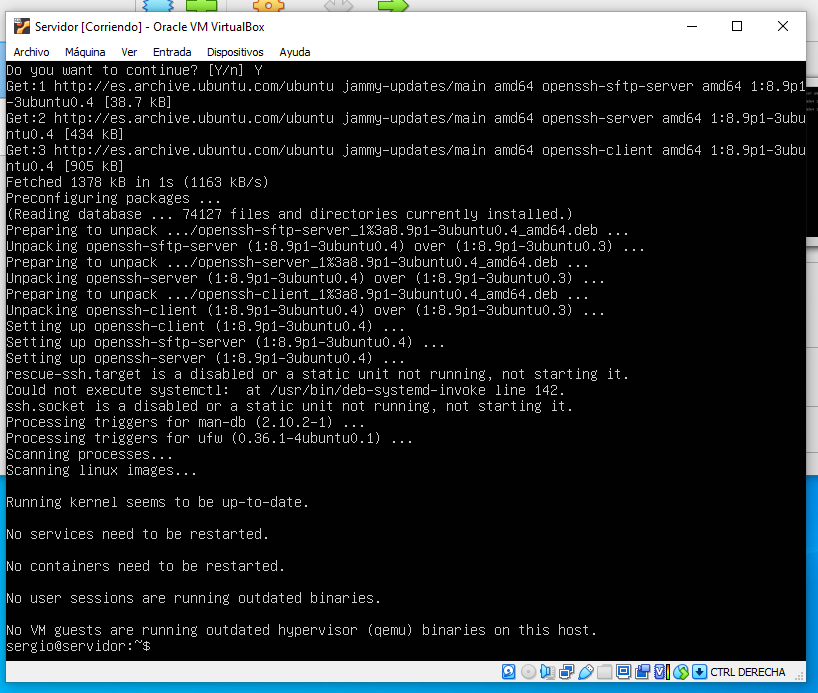 Servidor [Corriendo] - Oracle VM VirtualBox
Archivo Máquina Ver Entrada Dispositivos Ayuda
Do you want to continue? [Y/n] Y
Get:1 http://es.archive.ubuntu.com/ubuntu jammy-updates/main amd64 openssh-sftp-server amd64 1:8.9p1
-3ubuntu0.4 [38.7 kB]
Get:2 http://es.archive.ubuntu.com/ubuntu jammy-updates/main amd64 openssh-server amd64 1:8.9p1-3ubu
ntu0.4 [434 kB]
Get:3 http://es.archive.ubuntu.com/ubuntu jammy-updates/main amd64 openssh-client amd64 1:8.9p1-3ubu
ntu0.4 [905 kB]
Fetched 1378 kB in 1s (1163 kB/s)
Preconfiguring packages ...
(Reading database ... 74127 files and directories currently installed.)
Preparing to unpack .../openssh-sftp-server_1%3a8.9p1-3ubuntu0.4_amd64.deb ...
Unpacking openssh-sftp-server (1:8.9p1-3ubuntu0.4) over (1:8.9p1-3ubuntu0.3) ...
Preparing to unpack .../openssh-server_1%3a8.9p1-3ubuntu0.4_amd64.deb ...
Unpacking openssh-server (1:8.9p1-3ubuntu0.4) over (1:8.9p1-3ubuntu0.3) ...
Preparing to unpack .../openssh-client_1%3a8.9p1-3ubuntu0.4_amd64.deb ...
Unpacking openssh-client (1:8.9p1-3ubuntu0.4) over (1:8.9p1-3ubuntu0.3) ...
Setting up openssh-client (1:8.9p1-3ubuntu0.4) ...
Setting up openssh-sftp-server (1:8.9p1-3ubuntu0.4) ...
Setting up openssh-server (1:8.9p1-3ubuntu0.4) ...
rescue-ssh.target is a disabled or a static unit not running, not starting it.
Could not execute systemctl:  at /usr/bin/deb-systemd-invoke line 142.
ssh.socket is a disabled or a static unit not running, not starting it.
Processing triggers for man-db (2.10.2-1) ...
Processing triggers for ufw (0.36.1-4ubuntu0.1) ...
Scanning processes...
Scanning linux images...
Running kernel seems to be up-to-date.
No services need to be restarted.
No containers need to be restarted.
No user sessions are running outdated binaries.
No VM guests are running outdated hypervisor (qemu) binaries on this host.
sergio@servidor:~$
CTRL DERECHA